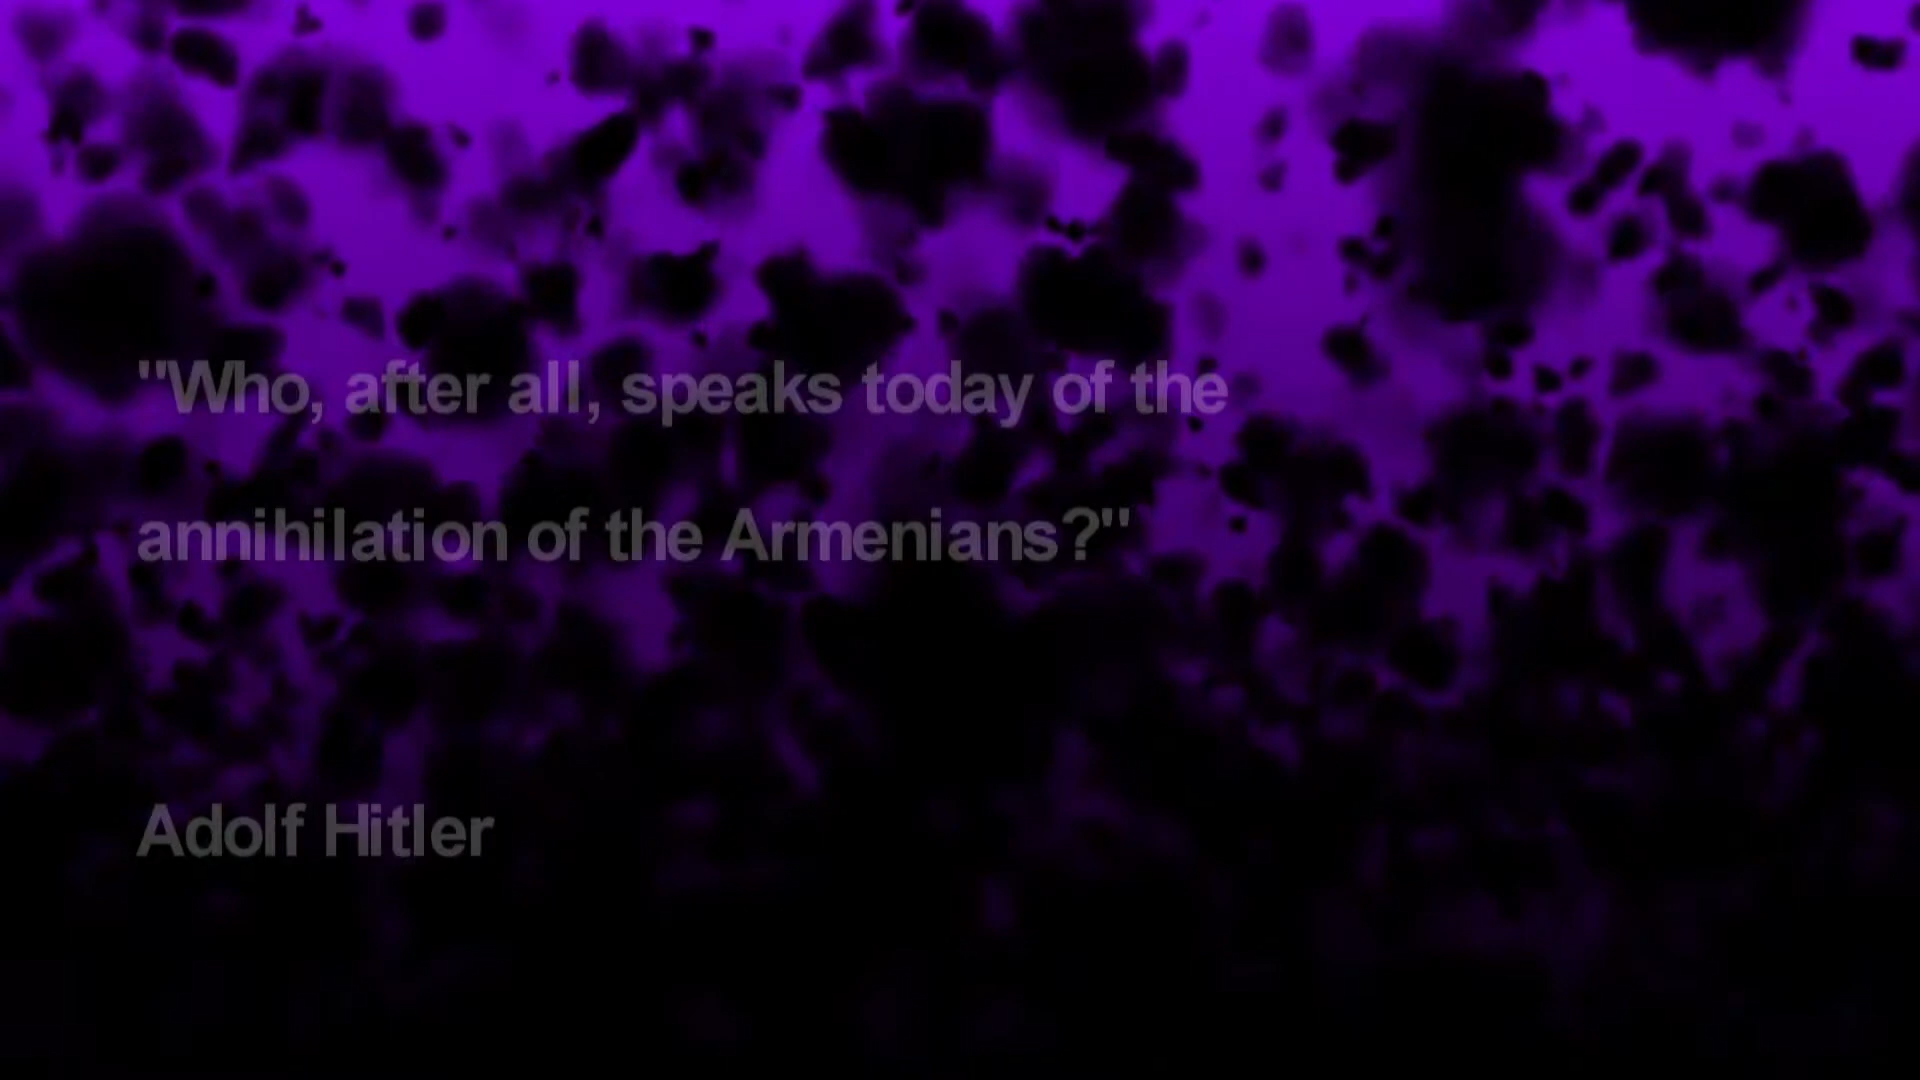 "Who, after all, speaks today of the
annihilation of the Armenians?"
Adolf Hitler